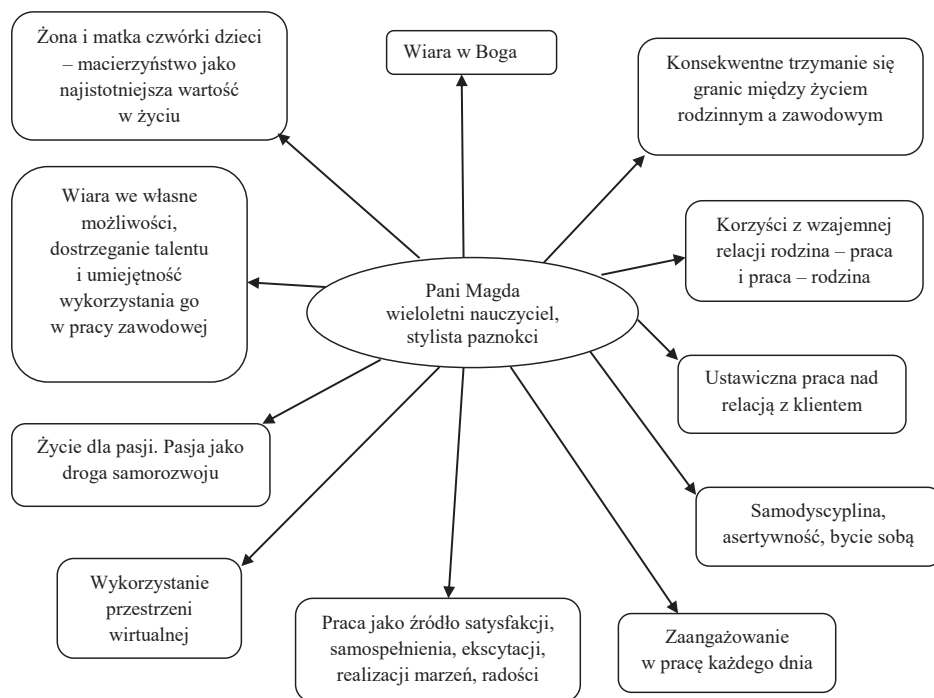 Żona i matka czwórki dzieci
– macierzyństwo jako
najistotniejsza wartość
w życiu
Wiara w Boga
Konsekwentne trzymanie się
granic między życiem
rodzinnym a zawodowym
Wiara we własne
możliwości,
dostrzeganie talentu
i umiejętność
wykorzystania go
w pracy zawodowej
Korzyści z wzajemnej
relacji rodzina – praca
i praca – rodzina
Pani Magda
wieloletni nauczyciel,
stylista paznokci
Ustawiczna praca nad
relacją z klientem
Życie dla pasji. Pasja jako
droga samorozwoju
Samodyscyplina,
asertywność, bycie sobą
Wykorzystanie
przestrzeni
wirtualnej
Praca jako źródło satysfakcji,
samospełnienia, ekscytacji,
realizacji marzeń, radości
Zaangażowanie
w pracę każdego dnia